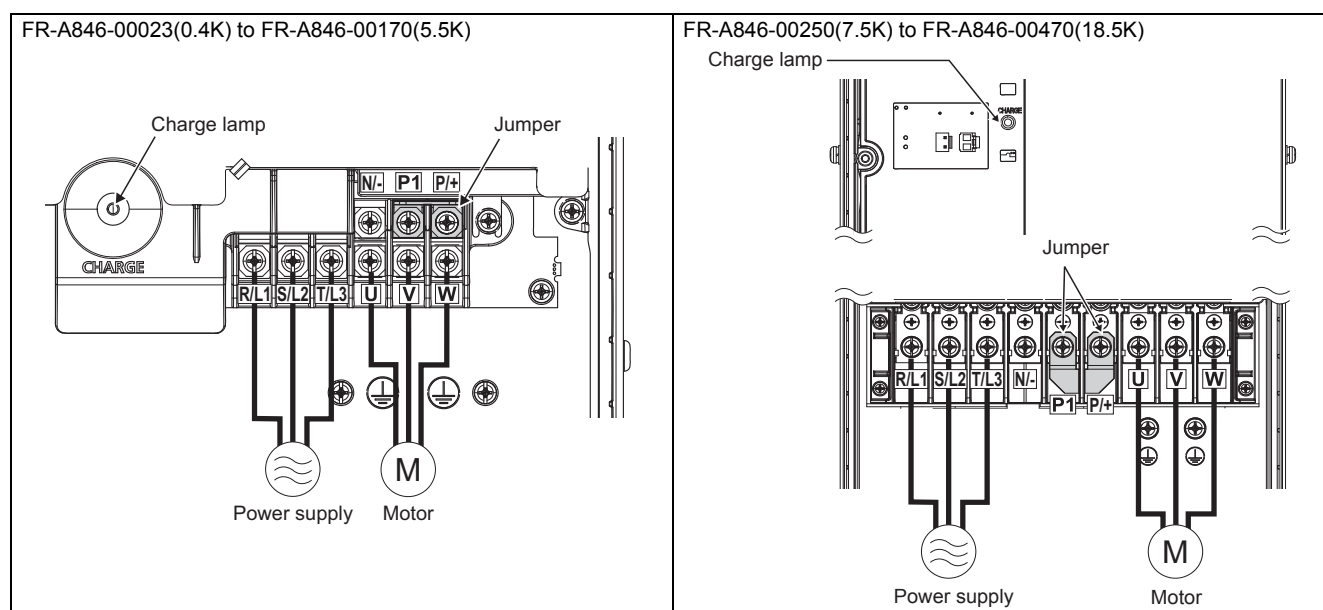 FR-A846-00023(0.4K) to FR-A846-00170(5.5K)
Charge lamp
Jumper
N/- P1 P/+
CHARGE
R/L1 S/L2 T/L3 U V W
M
Power supply
Motor
FR-A846-00250(7.5K) to FR-A846-00470(18.5K)
Charge lamp
CHARGE
Jumper
R/L1 S/L2 T/L3 N/- P1 P/+ U V W
M
Power supply
Motor